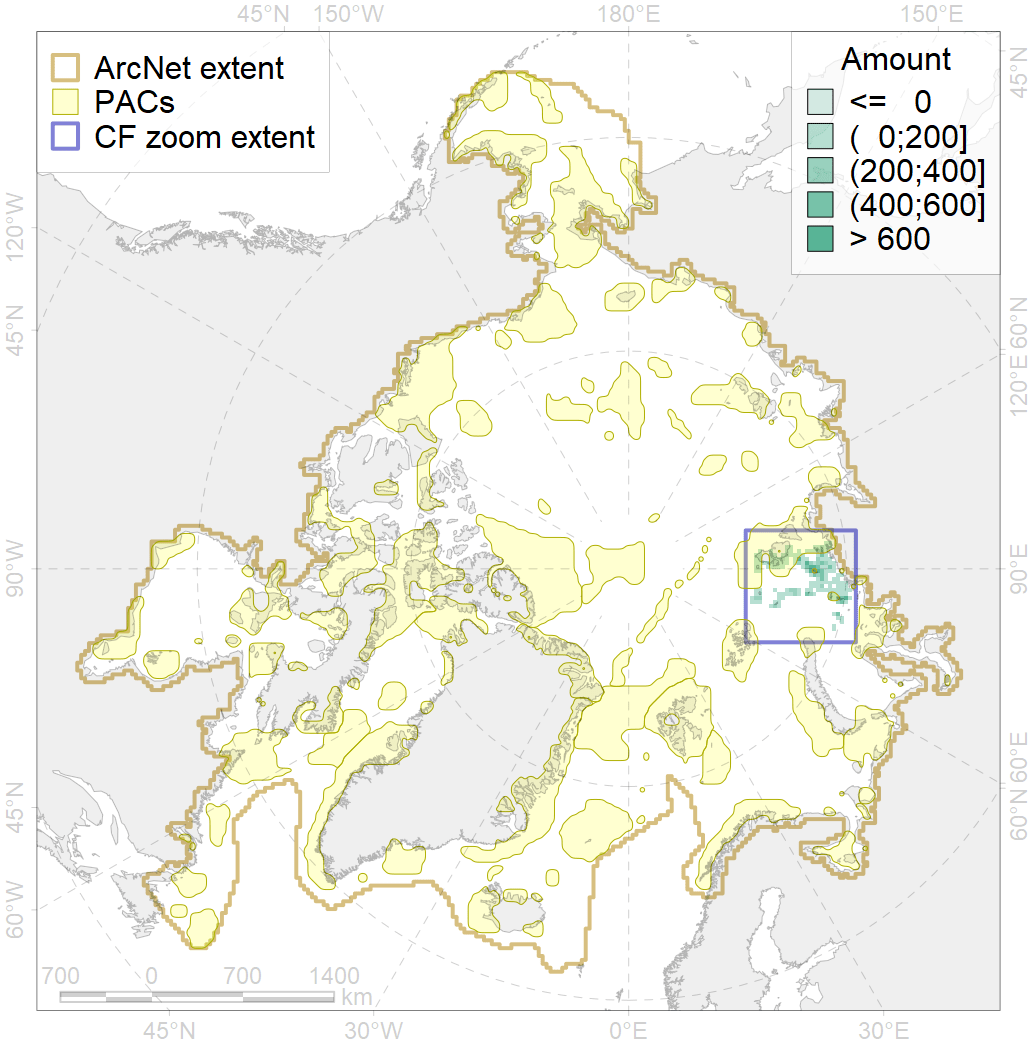 45°N 150°W 180°E 150°E
ArcNet extent
PACs
CF zoom extent
Amount
<= 0
( 0;200]
(200;400]
(400;600]
> 600
45°N
120°W
45°N
60°N
120°E
90°W
90°E
45°N
60°E
60°N
60°W
700 0 700 1400
km
45°N 30°W 0°E 30°E